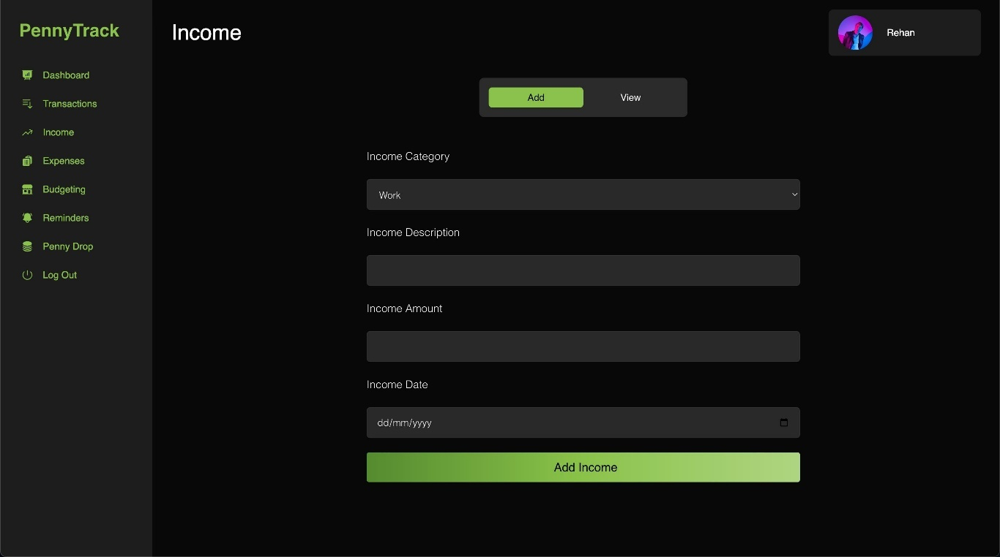 PennyTrack
Dashboard
Transactions
Income
Expenses
Budgeting
Reminders
Penny Drop
Log Out
Income
Rehan
Add
View
Income Category
Work
Income Description
Income Amount
Income Date
dd/mm/yyyy
Add Income